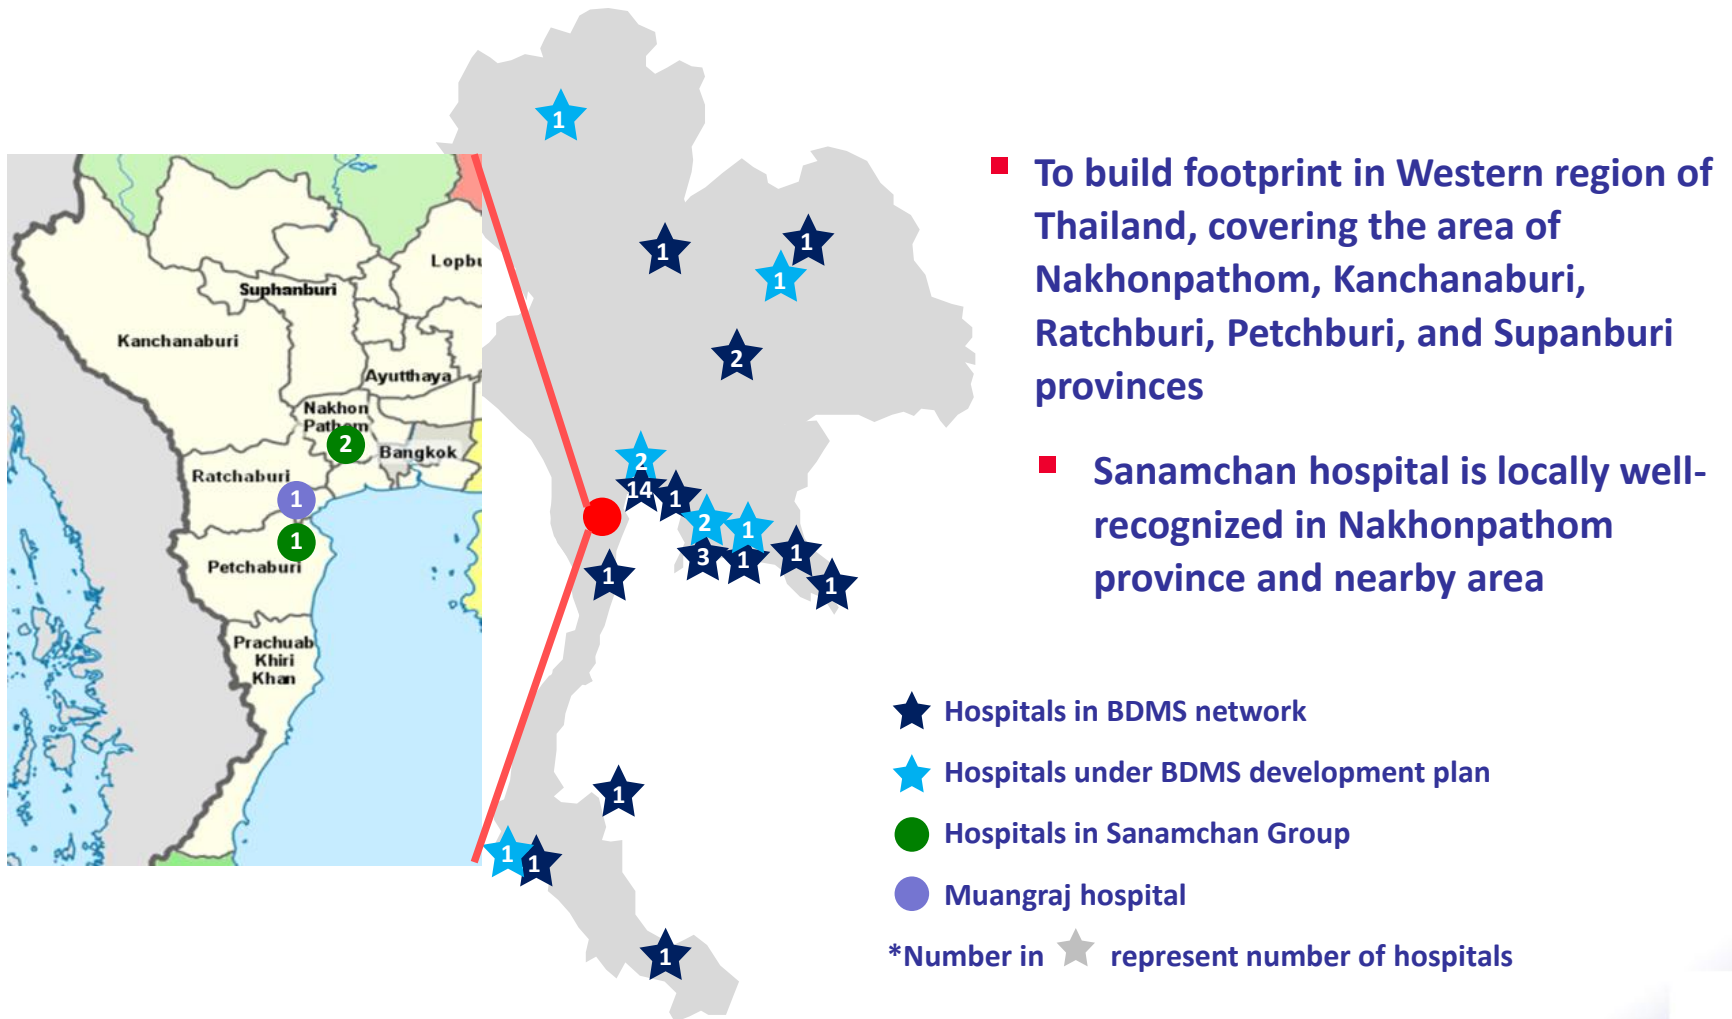 1
1
1
1
2
2
14
1
2
1
3
1
1
1
1
1
1
1
1
Lopbu
Suphanburi
Kanchanaburi
Ayutthaya
Nakhon
Pathom
2
Bangkok
Ratchaburi
1
1
Petchaburi
Prachuab
Khiri
Khan
To build footprint in Western region of
Thailand, covering the area of
Nakhonpathom, Kanchanaburi,
Ratchburi, Petchburi, and Supanburi
provinces
Sanamchan hospital is locally well-
recognized in Nakhonpathom
province and nearby area
Hospitals in BDMS network
Hospitals under BDMS development plan
Hospitals in Sanamchan Group
Muangraj hospital
*Number in represent number of hospitals